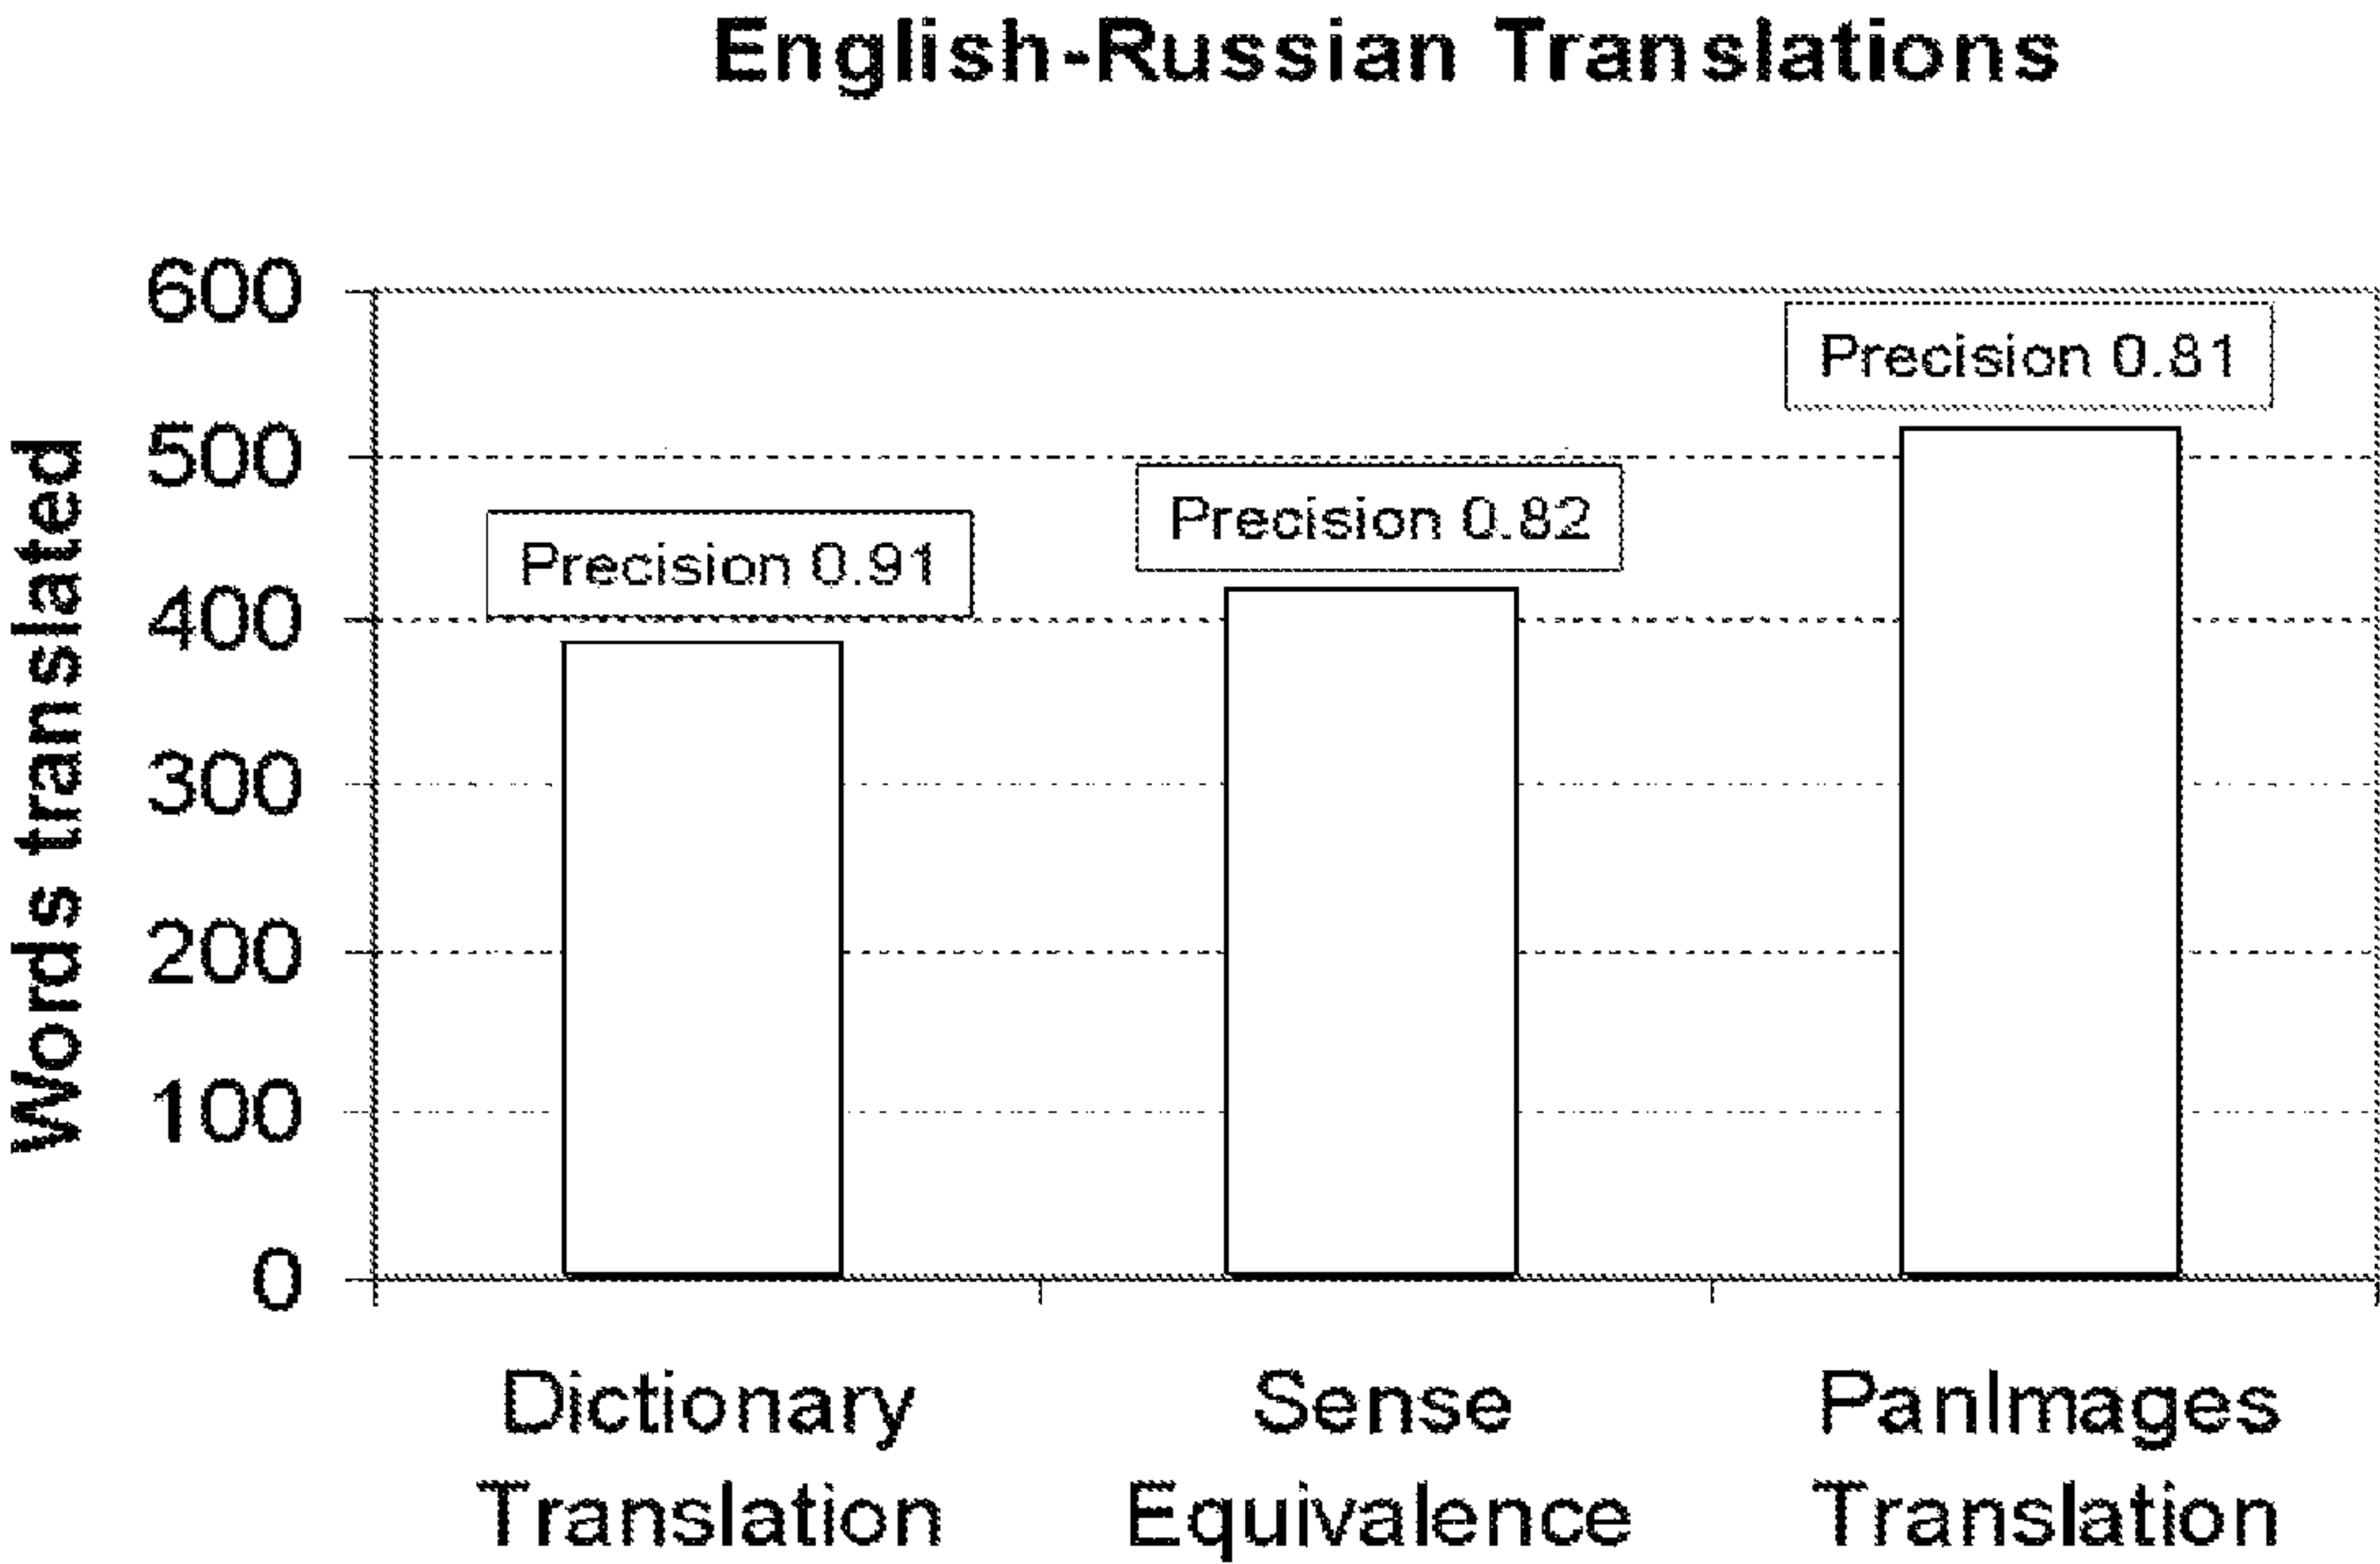 English-Russian Translations
Words translated
600
500
400
300
200
100
0
Precision 0.91
Precision 0.82
Precision 0.81
Dictionary
Translation
Sense
Equivalence
PanImages
Translation